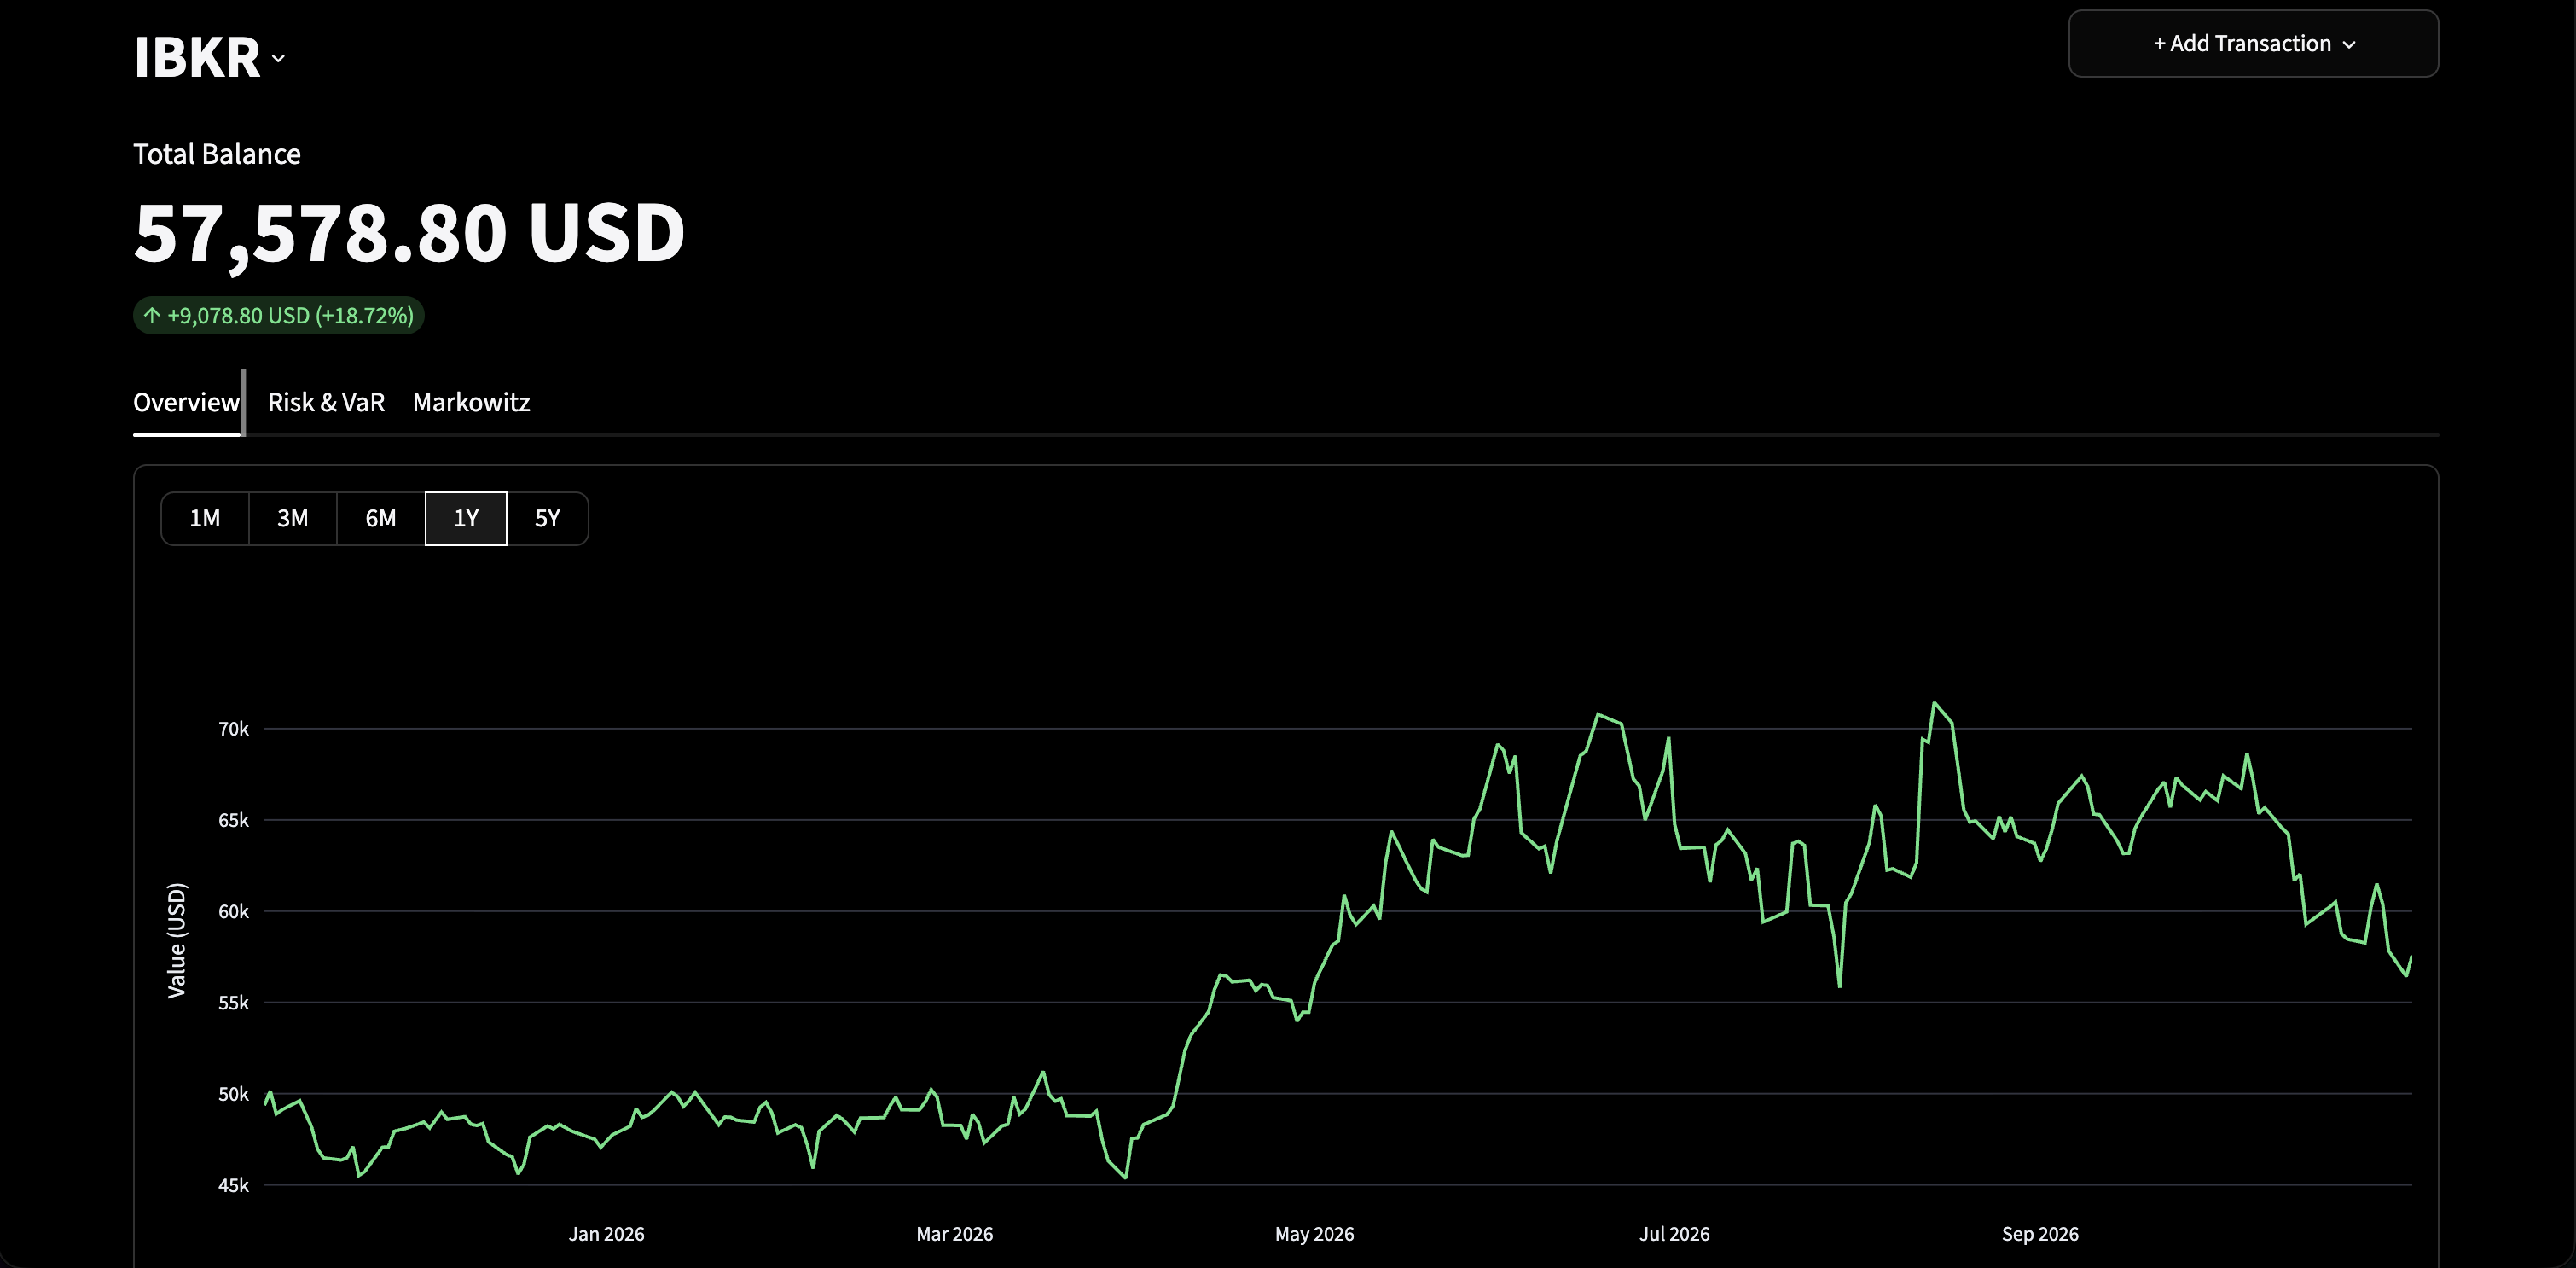 IBKR
+ Add Transaction
Total Balance
57,578.80 USD
↑ +9,078.80 USD (+18.72%)
Overview Risk & VaR Markowitz
1M 3M 6M 1Y 5Y
70k
65k
60k
Value (USD)
55k
50k
45k
Jan 2026 Mar 2026 May 2026 Jul 2026 Sep 2026